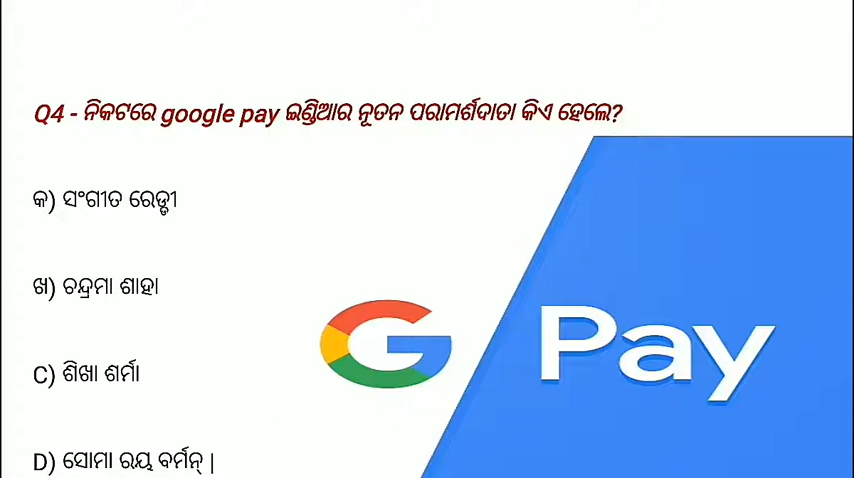 Q4 - ନିକଟରେ google pay ଇଣ୍ଡିଆର ନୂତନ ପରାମର୍ଶଦାତା କିଏ ହେଲେ?
କ) ସଂଗୀତ ରେଡ୍ଡୀ
ଖ) ଚନ୍ଦ୍ରମା ଶାହା
C) ଶିଖା ଶର୍ମା
G Pay
D) ସୋମା ରୟ ବର୍ମନ୍ |